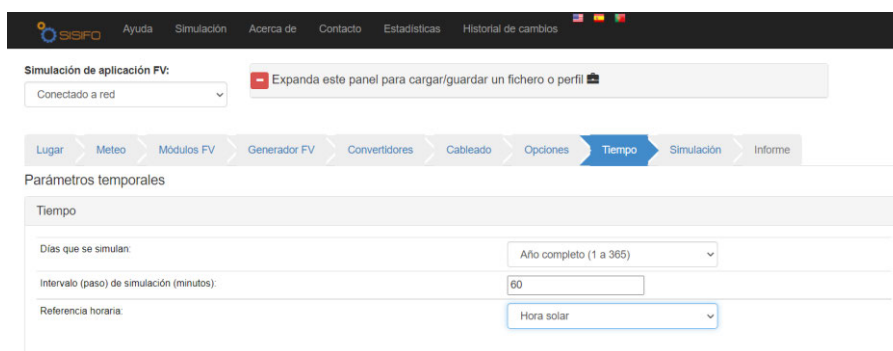 SISIFO Ayuda Simulación Acerca de Contacto Estadísticas Historial de cambios
Simulación de aplicación FV:
Conectado a red
Expanda este panel para cargar/guardar un fichero o perfil
Lugar Meteo Módulos FV Generador FV Convertidores Cableado Opciones Tiempo Simulación Informe
Parámetros temporales
Tiempo
Días que se simulan: Año completo (1 a 365)
Intervalo (paso) de simulación (minutos): 60
Referencia horaria: Hora solar